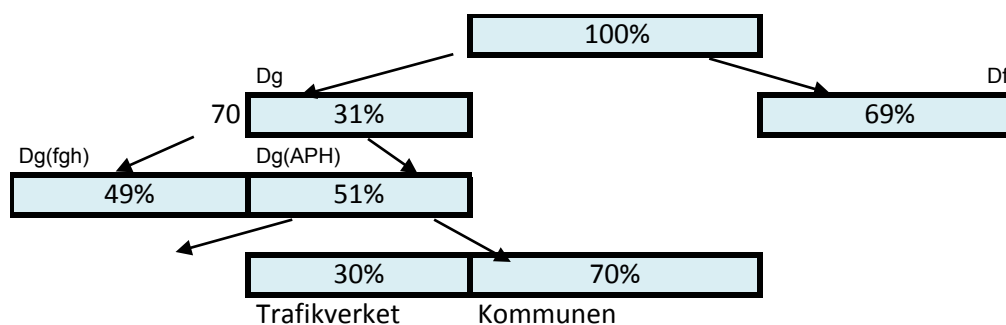 100%
Dg Df
70 31% 69%
Dg(fgh) Dg(APH)
49% 51%
30% 70%
Trafikverket Kommunen